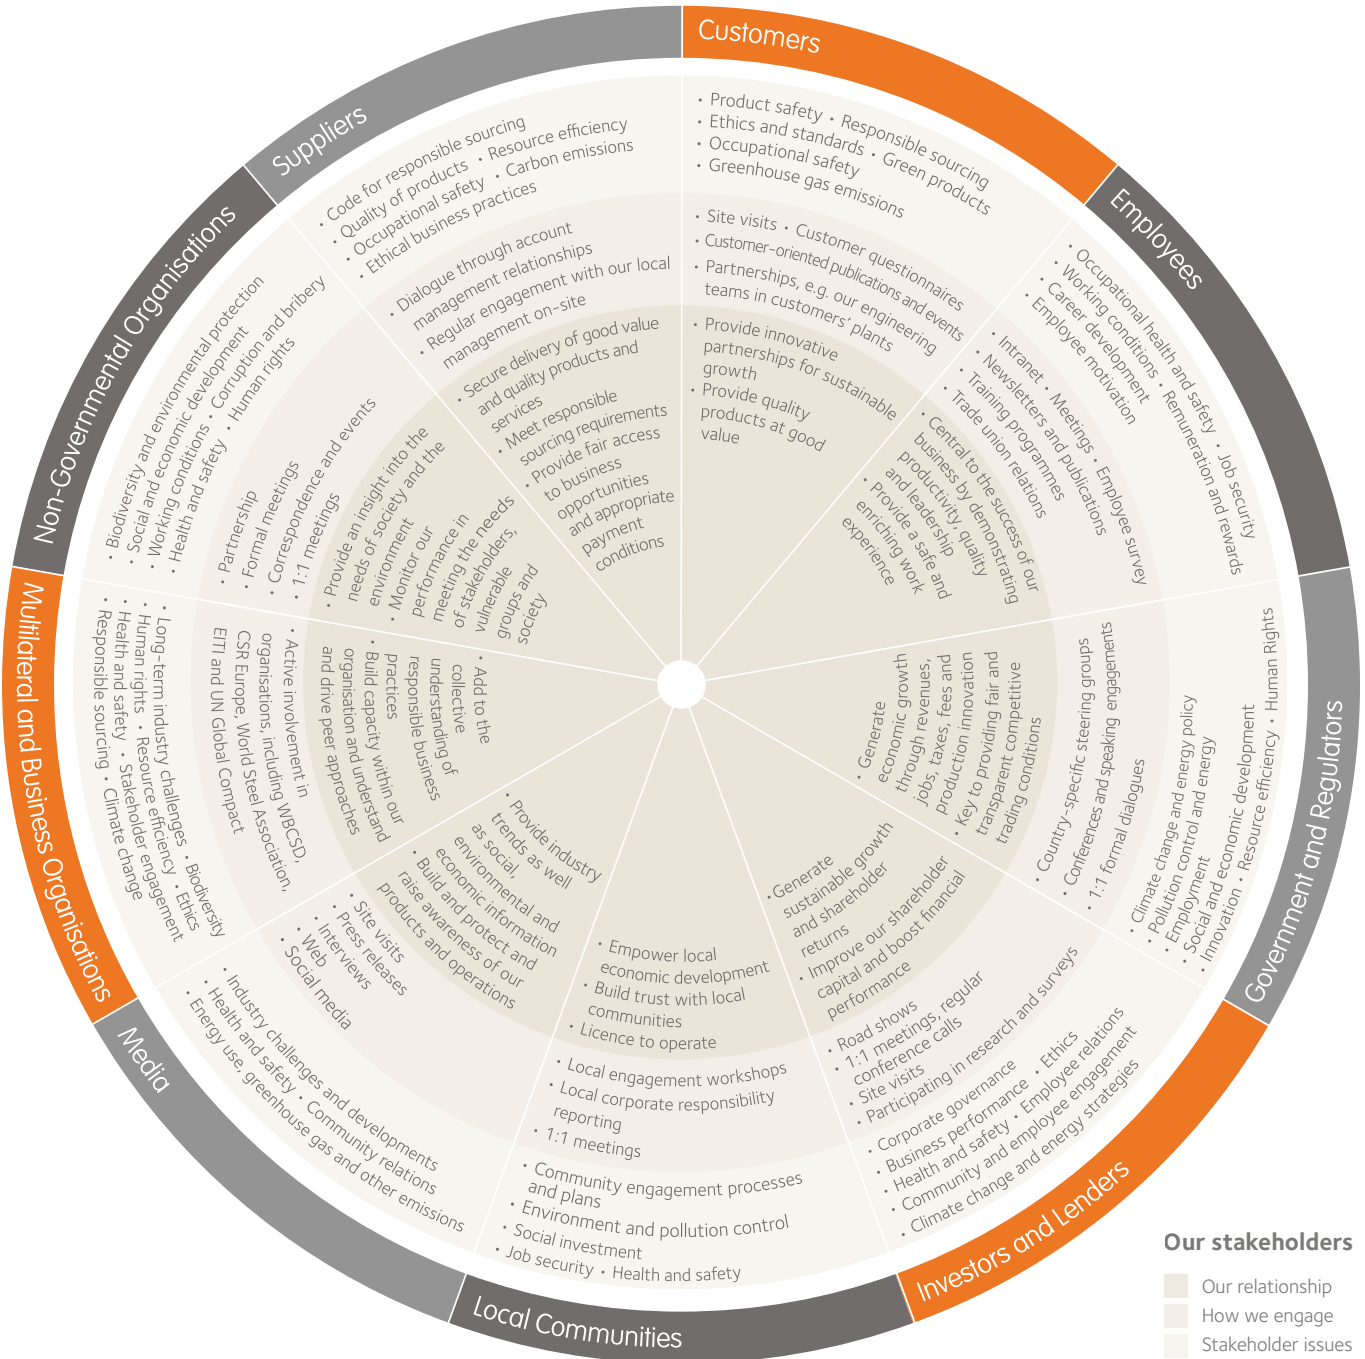 Customers
• Product safety • Responsible sourcing
• Ethics and standards • Green products
• Occupational safety
• Greenhouse gas emissions
• Site visits • Customer questionnaires
• Customer-oriented publications and events
• Partnerships, e.g. our engineering
teams in customers' plants
• Provide innovative
partnerships for sustainable
growth
• Provide quality
products at good
value
Employees
• Occupational health and safety • Job security
• Working conditions • Remuneration and rewards
• Career development
• Employee motivation
• Intranet • Meetings • Employee survey
• Newsletters and publications
• Training programmes
• Trade union relations
• Central to the success of our
business by demonstrating
productivity, quality
and leadership
• Provide a safe and
enriching work
experience
Government and Regulators
• Climate change and energy policy
• Pollution control and energy
• Employment
• Social and economic development
• Innovation • Resource efficiency • Human Rights
• Country-specific steering groups
• Conferences and speaking engagements
• 1:1 formal dialogues
• Generate
economic growth
through revenues,
jobs, taxes, fees and
production innovation
• Key to providing fair and
transparent competitive
trading conditions
Investors and Lenders
• Generate
sustainable growth
and shareholder
returns
• Improve our shareholder
capital and boost financial
performance
• Road shows
• 1:1 meetings, regular
conference calls
• Site visits
• Participating in research and surveys
• Corporate governance
• Business performance • Ethics
• Health and safety • Employee relations
• Community and employee engagement
• Climate change and energy strategies
Local Communities
• Empower local
economic development
• Build trust with local
communities
• Licence to operate
• Local engagement workshops
• Local corporate responsibility
reporting
• 1:1 meetings
• Community engagement processes
and plans
• Environment and pollution control
• Social investment
• Job security • Health and safety
Media
• Provide industry
trends as well
as social,
environmental and
economic information
• Build and protect and
raise awareness of our
products and operations
• Site visits
• Press releases
• Interviews
• Web
• Social media
• Industry challenges and developments
• Health and safety • Community relations
• Energy use, greenhouse gas and other emissions
Multilateral and Business Organisations
• Add to the
collective
understanding of
responsible business
practices
• Build capacity within our
organisation and understand
and drive peer approaches
• Active involvement in
organisations, including WBCSD,
CSR Europe, World Steel Association,
EITI and UN Global Compact
• Long-term industry challenges • Biodiversity
• Human rights • Resource efficiency • Ethics
• Health and safety • Stakeholder engagement
• Responsible sourcing • Climate change
Non-Governmental Organisations
• Biodiversity and environmental protection
• Social and economic development
• Working conditions • Corruption and bribery
• Health and safety • Human rights
• Partnership
• Formal meetings
• Correspondence and events
• 1:1 meetings
• Provide an insight into the
needs of society and the
environment
• Monitor our
performance in
meeting the needs
of stakeholders,
vulnerable
groups and
society
Suppliers
• Code for responsible sourcing
• Quality of products • Resource efficiency
• Occupational safety • Carbon emissions
• Ethical business practices
• Dialogue through account
management relationships
• Regular engagement with our local
management on-site
• Secure delivery of good value
and quality products and
services
• Meet responsible
sourcing requirements
• Provide fair access
to business
opportunities
and appropriate
payment
conditions
Our stakeholders
Our relationship
How we engage
Stakeholder issues